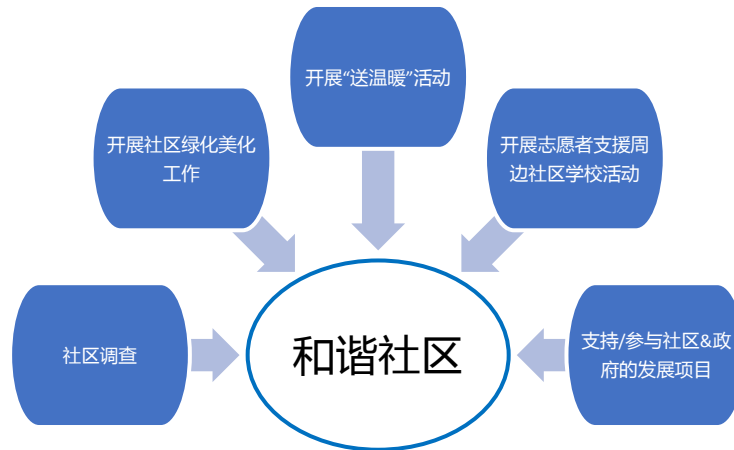 开展“送温暖”活动
开展社区绿化美化
工作
开展志愿者支援周
边社区学校活动
社区调查
和谐社区
支持/参与社区&政
府的发展项目